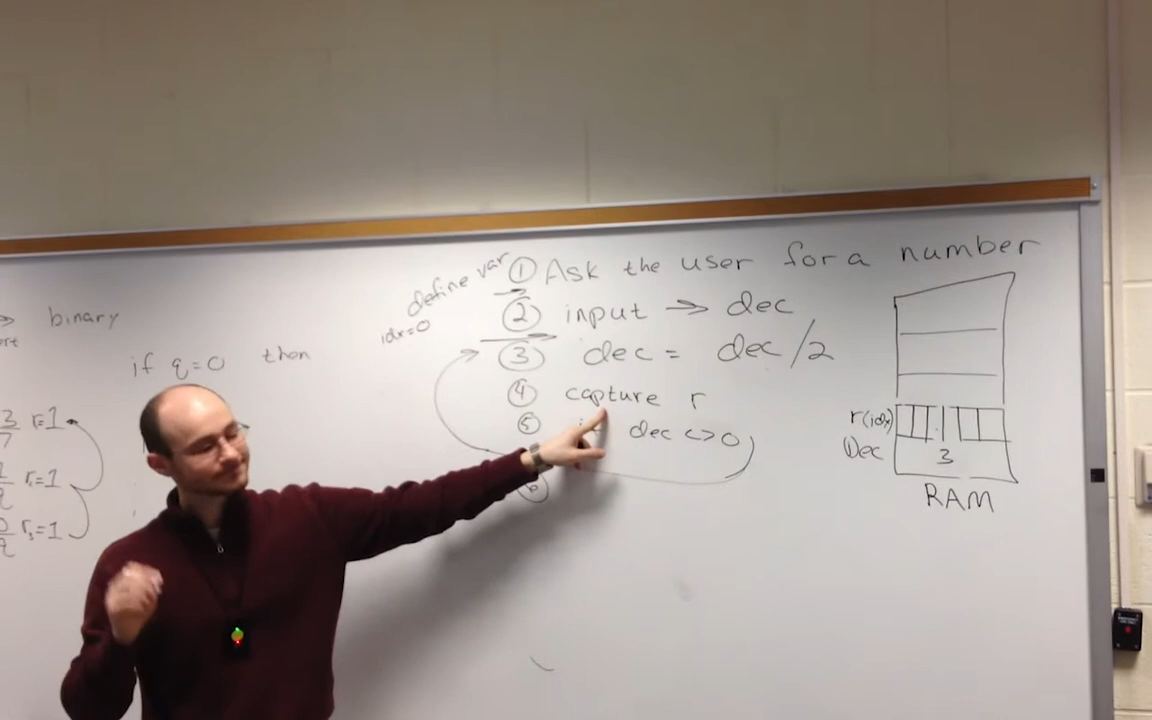 binary
if q=0 then
r=1
r=1
r=1
define var
idx=0
① Ask the user for a number
② input → dec
③ dec = dec/2
④ capture r
⑤ dec <> 0
⑥
r(idx)
Dec 3
RAM